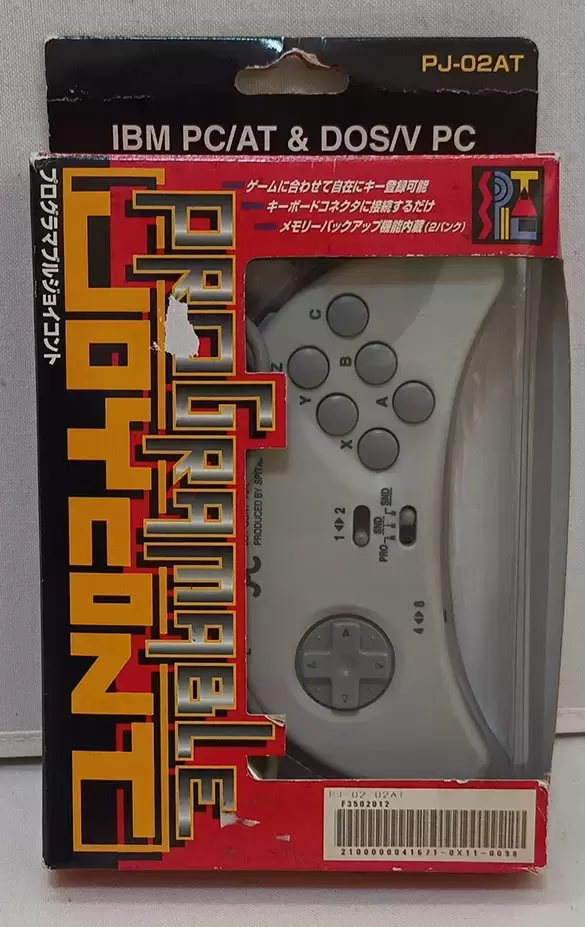 PJ-02AT
IBM PC/AT & DOS/V PC
ゲームに合わせて自在にキー登録可能
キーボードコネクタに接続するだけ
メモリーバックアップ機能内蔵(2バンク)
SPITAL
プログラマブルジョイコント
JOYCONT
PROGRAMABLE
C
Z
B
Y
A
X
PRODUCED BY SPITAL
1 2
PRO
SND
SND
4 8
PJ-02 02AT
F3502012
2100000041671-0X11-0098